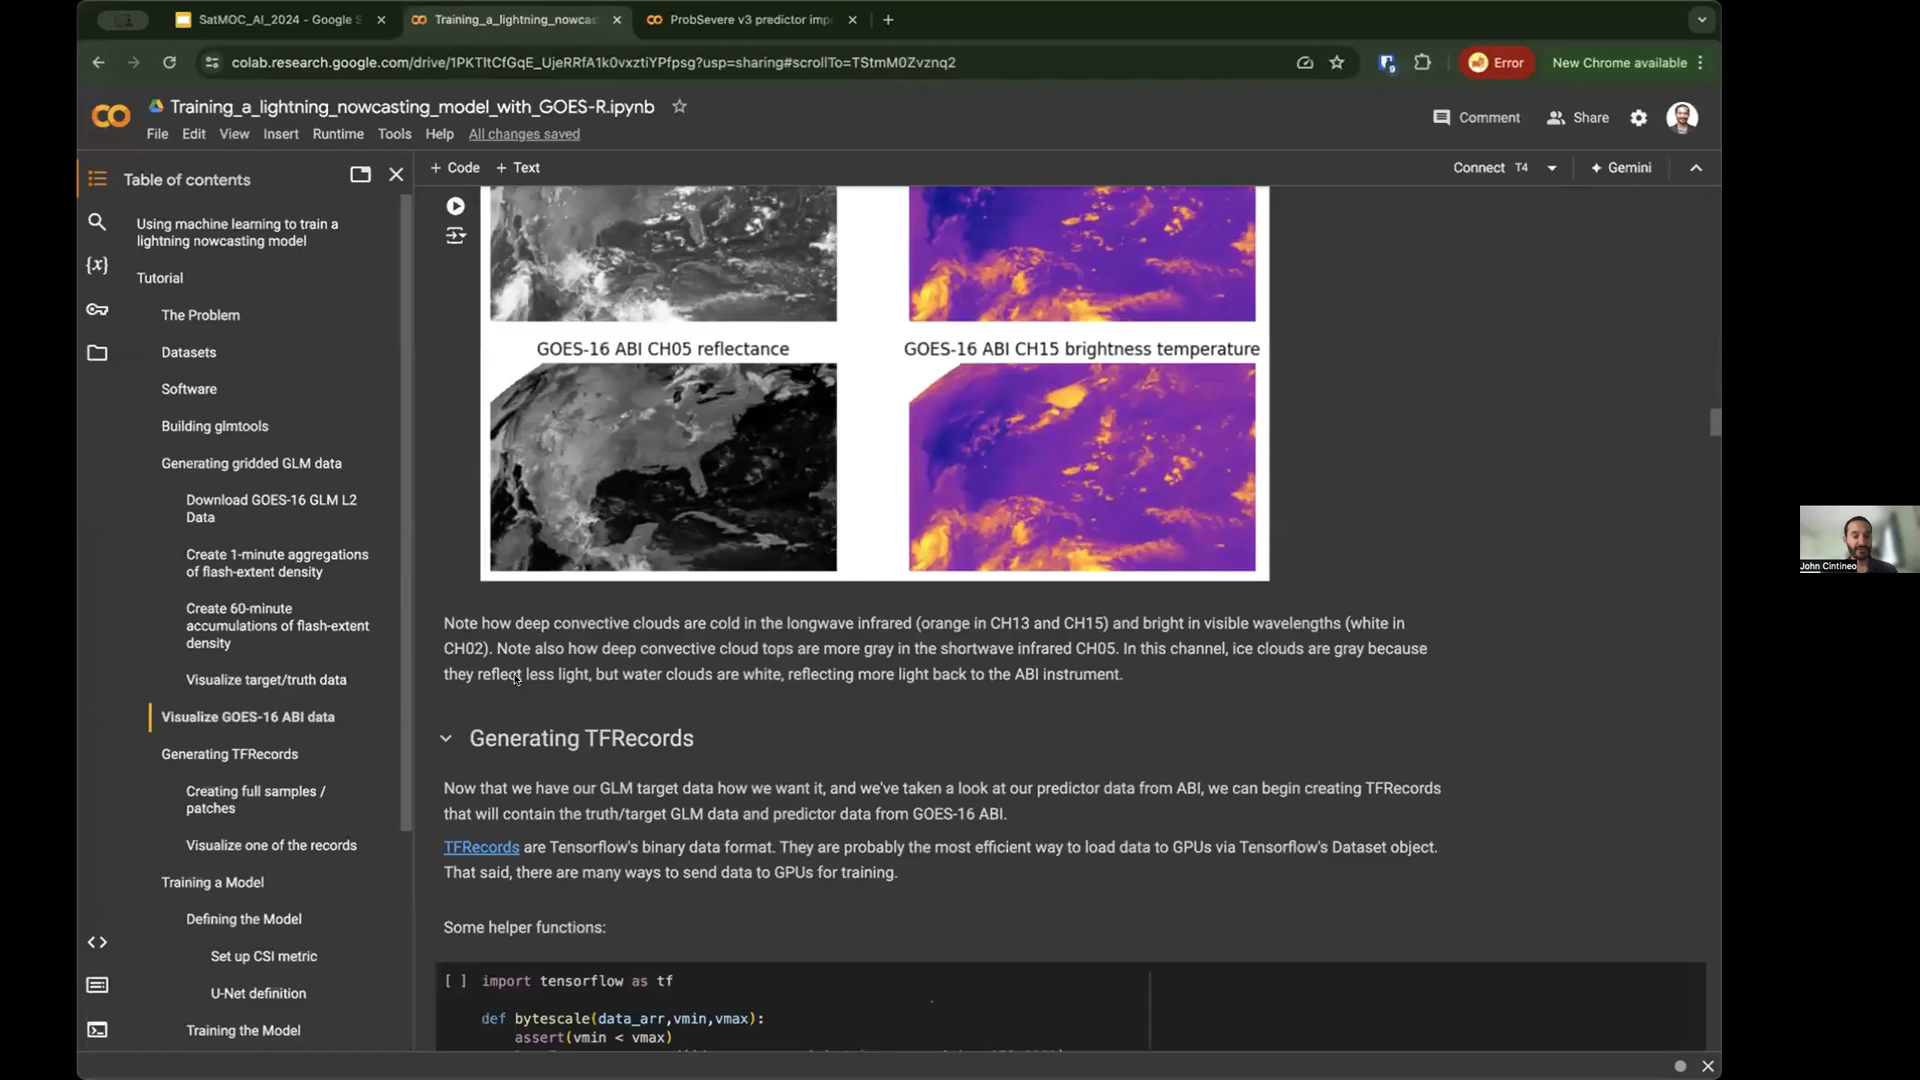 SatMOC_AI_2024 - Google S
Training_a_lightning_nowcas
ProbSevere v3 predictor imp
colab.research.google.com/drive/1PKTItCfGqE_UjeRRfA1k0vxztiYPfpsg?usp=sharing#scrollTo=TStmM0Zvznq2
9
Error
New Chrome available
Training_a_lightning_nowcasting_model_with_GOES-R.ipynb
File Edit View Insert Runtime Tools Help All changes saved
Comment
Share
Table of contents
+ Code + Text
Connect T4
Gemini
Using machine learning to train a
lightning nowcasting model
Tutorial
The Problem
Datasets
Software
Building glmtools
Generating gridded GLM data
Download GOES-16 GLM L2
Data
Create 1-minute aggregations
of flash-extent density
Create 60-minute
accumulations of flash-extent
density
Visualize target/truth data
Visualize GOES-16 ABI data
Generating TFRecords
Creating full samples /
patches
Visualize one of the records
Training a Model
Defining the Model
Set up CSI metric
U-Net definition
Training the Model
{x}
GOES-16 ABI CH05 reflectance
GOES-16 ABI CH15 brightness temperature
Note how deep convective clouds are cold in the longwave infrared (orange in CH13 and CH15) and bright in visible wavelengths (white in
CH02). Note also how deep convective cloud tops are more gray in the shortwave infrared CH05. In this channel, ice clouds are gray because
they reflect less light, but water clouds are white, reflecting more light back to the ABI instrument.
Generating TFRecords
Now that we have our GLM target data how we want it, and we've taken a look at our predictor data from ABI, we can begin creating TFRecords
that will contain the truth/target GLM data and predictor data from GOES-16 ABI.
TFRecords are Tensorflow's binary data format. They are probably the most efficient way to load data to GPUs via Tensorflow's Dataset object.
That said, there are many ways to send data to GPUs for training.
Some helper functions:
[ ] import tensorflow as tf
def bytescale(data_arr,vmin,vmax):
assert(vmin < vmax)
John Cintineo